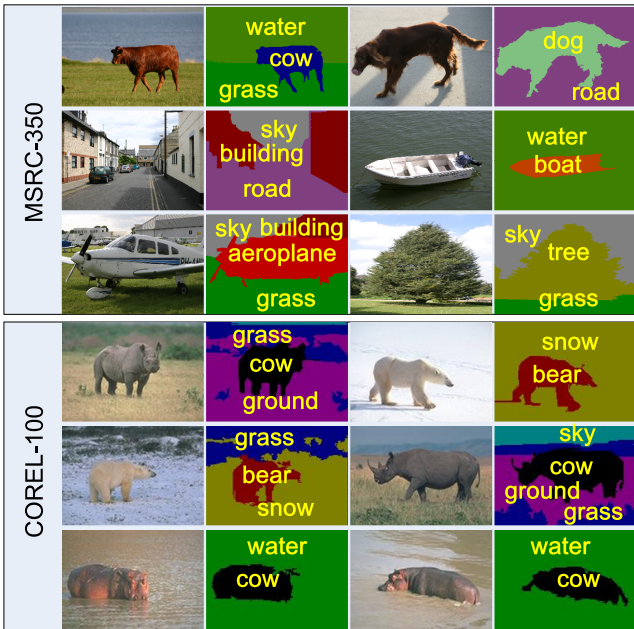 MSRC-350
water
cow
grass
dog
road
sky
building
road
water
boat
sky building
aeroplane
grass
sky
tree
grass
COREL-100
grass
cow
ground
snow
bear
grass
bear
snow
sky
cow
ground
grass
water
cow
water
cow